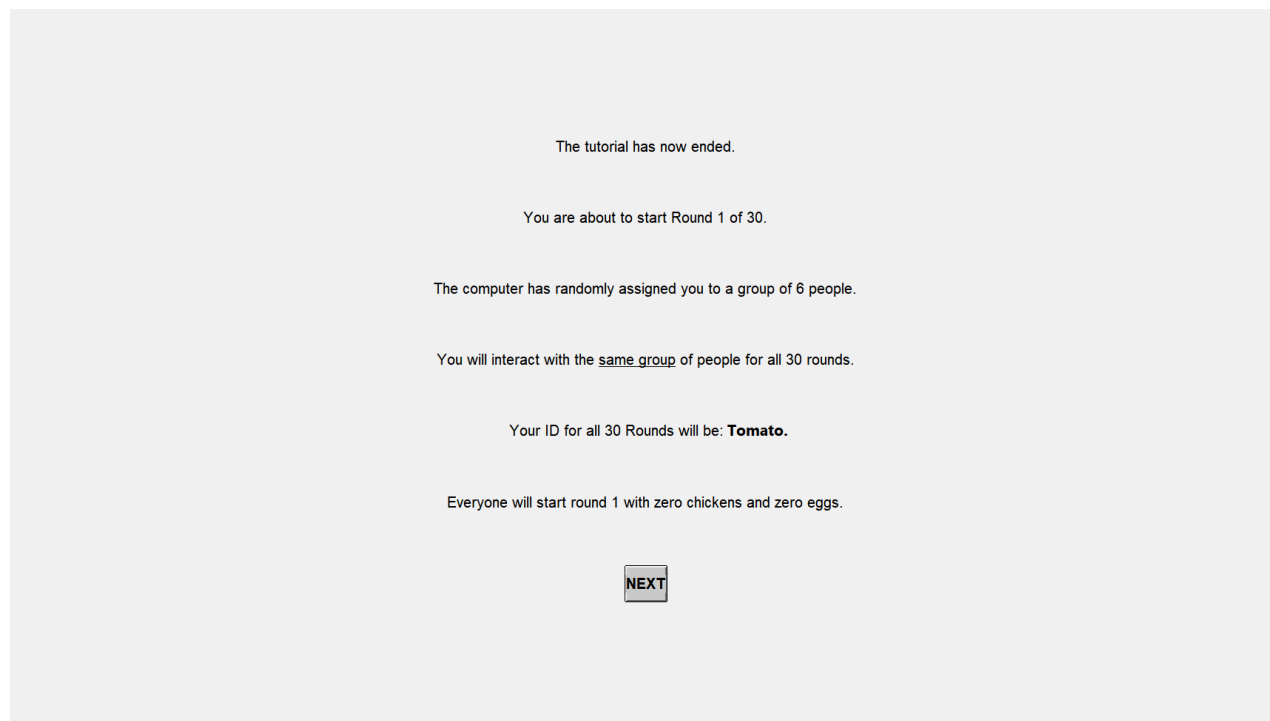 The tutorial has now ended.
You are about to start Round 1 of 30.
The computer has randomly assigned you to a group of 6 people.
You will interact with the same group of people for all 30 rounds.
Your ID for all 30 Rounds will be: Tomato.
Everyone will start round 1 with zero chickens and zero eggs.
NEXT